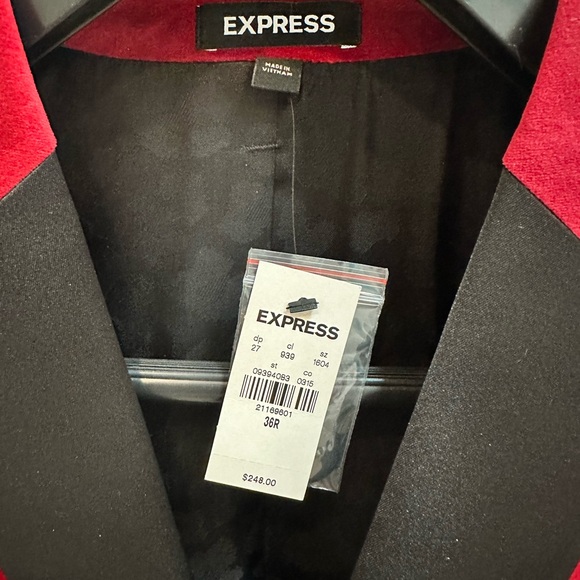 EXPRESS
MADE IN
VIETNAM
EXPRESS
dp cl sz
27 939 1604
st co
09394083 0315
21169601
36R
$248.00